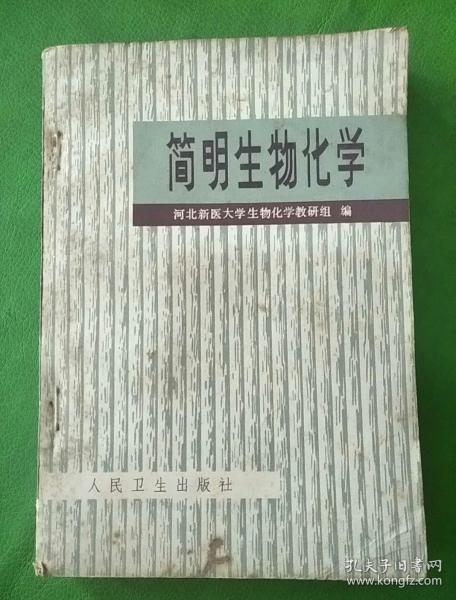 简明生物化学
河北新医大学生物化学教研组 编
人民卫生出版社
孔夫子旧书网
www.kongfz.com